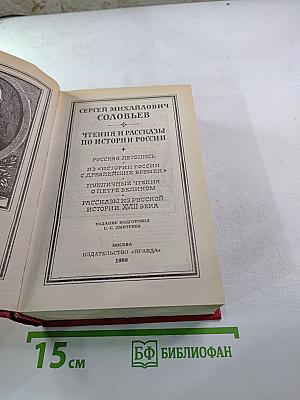 СЕРГЕЙ МИХАЙЛОВИЧ
СОЛОВЬЕВ
ЧТЕНИЯ И РАССКАЗЫ
ПО ИСТОРИИ РОССИИ
РУССКАЯ ЛЕТОПИСЬ
ИЗ «ИСТОРИИ РОССИИ
С ДРЕВНЕЙШИХ ВРЕМЕН»
ПУБЛИЧНЫЕ ЧТЕНИЯ
О ПЕТРЕ ВЕЛИКОМ
РАССКАЗЫ ИЗ РУССКОЙ
ИСТОРИИ XVIII ВЕКА
ИЗДАНИЕ ПОДГОТОВИЛ
С. С. ДМИТРИЕВ
МОСКВА
ИЗДАТЕЛЬСТВО «ПРАВДА»
1989
15 см
БФ БИБЛИОФАН